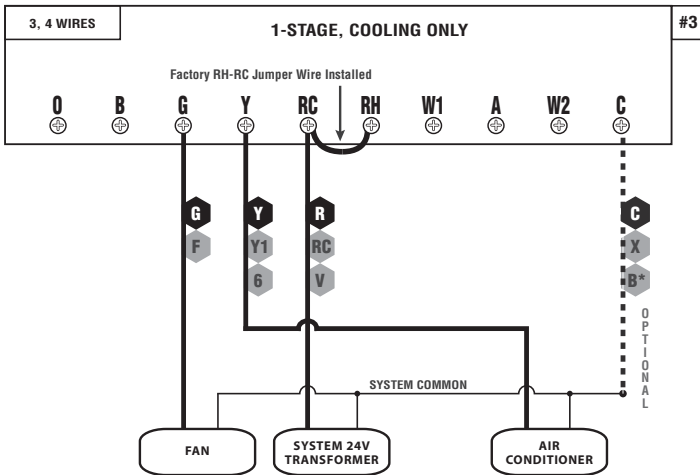 3, 4 WIRES
1-STAGE, COOLING ONLY
#3
Factory RH-RC Jumper Wire Installed
O B G Y RC RH W1 A W2 C
G Y R C
F Y1 RC X
6 V B*
OPTIONAL
SYSTEM COMMON
FAN
SYSTEM 24V
TRANSFORMER
AIR
CONDITIONER